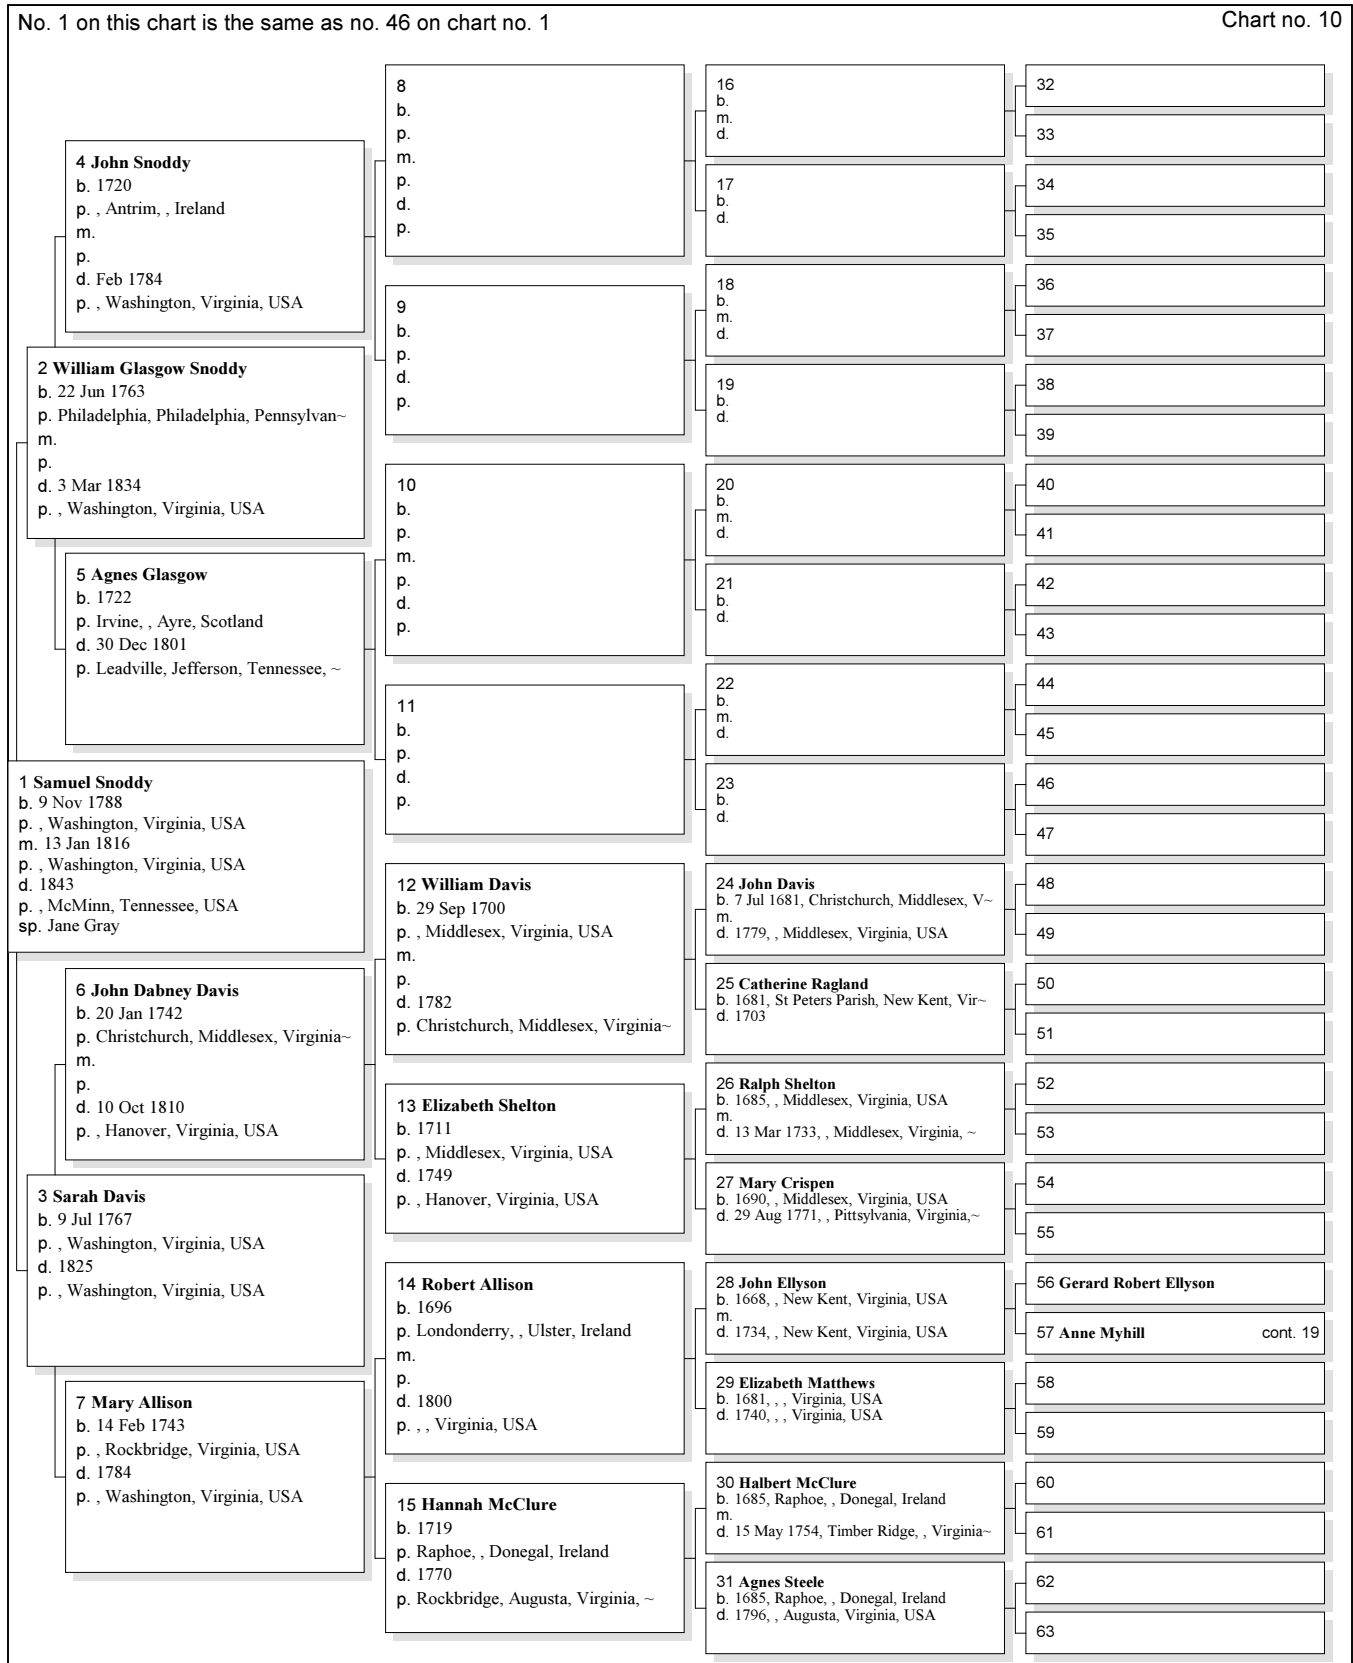 No. 1 on this chart is the same as no. 46 on chart no. 1
Chart no. 10
1 Samuel Snoddy
b. 9 Nov 1788
p. , Washington, Virginia, USA
m. 13 Jan 1816
p. , Washington, Virginia, USA
d. 1843
p. , McMinn, Tennessee, USA
sp. Jane Gray
2 William Glasgow Snoddy
b. 22 Jun 1763
p. Philadelphia, Philadelphia, Pennsylvan~
m.
p.
d. 3 Mar 1834
p. , Washington, Virginia, USA
3 Sarah Davis
b. 9 Jul 1767
p. , Washington, Virginia, USA
d. 1825
p. , Washington, Virginia, USA
4 John Snoddy
b. 1720
p. , Antrim, , Ireland
m.
p.
d. Feb 1784
p. , Washington, Virginia, USA
5 Agnes Glasgow
b. 1722
p. Irvine, , Ayre, Scotland
d. 30 Dec 1801
p. Leadville, Jefferson, Tennessee, ~
6 John Dabney Davis
b. 20 Jan 1742
p. Christchurch, Middlesex, Virginia~
m.
p.
d. 10 Oct 1810
p. , Hanover, Virginia, USA
7 Mary Allison
b. 14 Feb 1743
p. , Rockbridge, Virginia, USA
d. 1784
p. , Washington, Virginia, USA
8
b.
p.
m.
p.
d.
p.
9
b.
p.
d.
p.
10
b.
p.
m.
p.
d.
p.
11
b.
p.
d.
p.
12 William Davis
b. 29 Sep 1700
p. , Middlesex, Virginia, USA
m.
p.
d. 1782
p. Christchurch, Middlesex, Virginia~
13 Elizabeth Shelton
b. 1711
p. , Middlesex, Virginia, USA
d. 1749
p. , Hanover, Virginia, USA
14 Robert Allison
b. 1696
p. Londonderry, , Ulster, Ireland
m.
p.
d. 1800
p. , , Virginia, USA
15 Hannah McClure
b. 1719
p. Raphoe, , Donegal, Ireland
d. 1770
p. Rockbridge, Augusta, Virginia, ~
16
b.
m.
d.
17
b.
d.
18
b.
m.
d.
19
b.
d.
20
b.
m.
d.
21
b.
d.
22
b.
m.
d.
23
b.
d.
24 John Davis
b. 7 Jul 1681, Christchurch, Middlesex, V~
m.
d. 1779, , Middlesex, Virginia, USA
25 Catherine Ragland
b. 1681, St Peters Parish, New Kent, Vir~
d. 1703
26 Ralph Shelton
b. 1685, , Middlesex, Virginia, USA
m.
d. 13 Mar 1733, , Middlesex, Virginia, ~
27 Mary Crispen
b. 1690, , Middlesex, Virginia, USA
d. 29 Aug 1771, , Pittsylvania, Virginia,~
28 John Ellyson
b. 1668, , New Kent, Virginia, USA
m.
d. 1734, , New Kent, Virginia, USA
29 Elizabeth Matthews
b. 1681, , , Virginia, USA
d. 1740, , , Virginia, USA
30 Halbert McClure
b. 1685, Raphoe, , Donegal, Ireland
m.
d. 15 May 1754, Timber Ridge, , Virginia~
31 Agnes Steele
b. 1685, Raphoe, , Donegal, Ireland
d. 1796, , Augusta, Virginia, USA
32
33
34
35
36
37
38
39
40
41
42
43
44
45
46
47
48
49
50
51
52
53
54
55
56 Gerard Robert Ellyson
57 Anne Myhill cont. 19
58
59
60
61
62
63